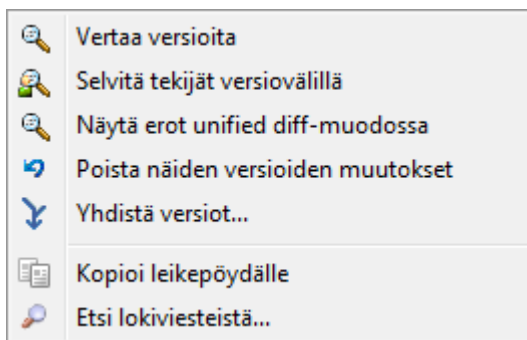 Vertaa versioita
Selvitä tekijät versiovälillä
Näytä erot unified diff-muodossa
Poista näiden versioiden muutokset
Yhdistä versiot...
Kopioi leikepöydälle
Etsi lokiviesteistä...